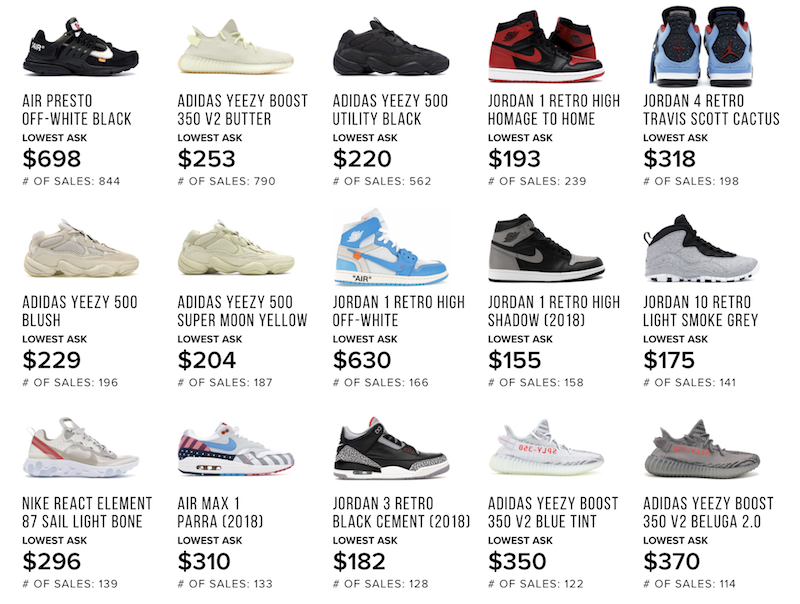 AIR PRESTO
OFF-WHITE BLACK
LOWEST ASK
$698
# OF SALES: 844
ADIDAS YEEZY BOOST
350 V2 BUTTER
LOWEST ASK
$253
# OF SALES: 790
ADIDAS YEEZY 500
UTILITY BLACK
LOWEST ASK
$220
# OF SALES: 562
JORDAN 1 RETRO HIGH
HOMAGE TO HOME
LOWEST ASK
$193
# OF SALES: 239
JORDAN 4 RETRO
TRAVIS SCOTT CACTUS
LOWEST ASK
$318
# OF SALES: 198
ADIDAS YEEZY 500
BLUSH
LOWEST ASK
$229
# OF SALES: 196
ADIDAS YEEZY 500
SUPER MOON YELLOW
LOWEST ASK
$204
# OF SALES: 187
"AIR"
JORDAN 1 RETRO HIGH
OFF-WHITE
LOWEST ASK
$630
# OF SALES: 166
JORDAN 1 RETRO HIGH
SHADOW (2018)
LOWEST ASK
$155
# OF SALES: 158
JORDAN 10 RETRO
LIGHT SMOKE GREY
LOWEST ASK
$175
# OF SALES: 141
NIKE REACT ELEMENT
87 SAIL LIGHT BONE
LOWEST ASK
$296
# OF SALES: 139
AIR MAX 1
PARRA (2018)
LOWEST ASK
$310
# OF SALES: 133
JORDAN 3 RETRO
BLACK CEMENT (2018)
LOWEST ASK
$182
# OF SALES: 128
SPLY-350
ADIDAS YEEZY BOOST
350 V2 BLUE TINT
LOWEST ASK
$350
# OF SALES: 122
ADIDAS YEEZY BOOST
350 V2 BELUGA 2.0
LOWEST ASK
$370
# OF SALES: 114